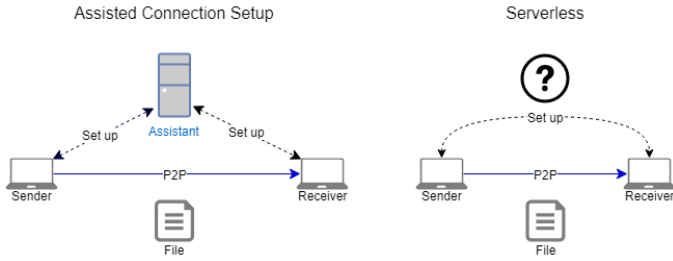 Assisted Connection Setup
Serverless
?
Set up
Assistant
Set up
Set up
P2P
P2P
Sender
Receiver
Sender
Receiver
File
File